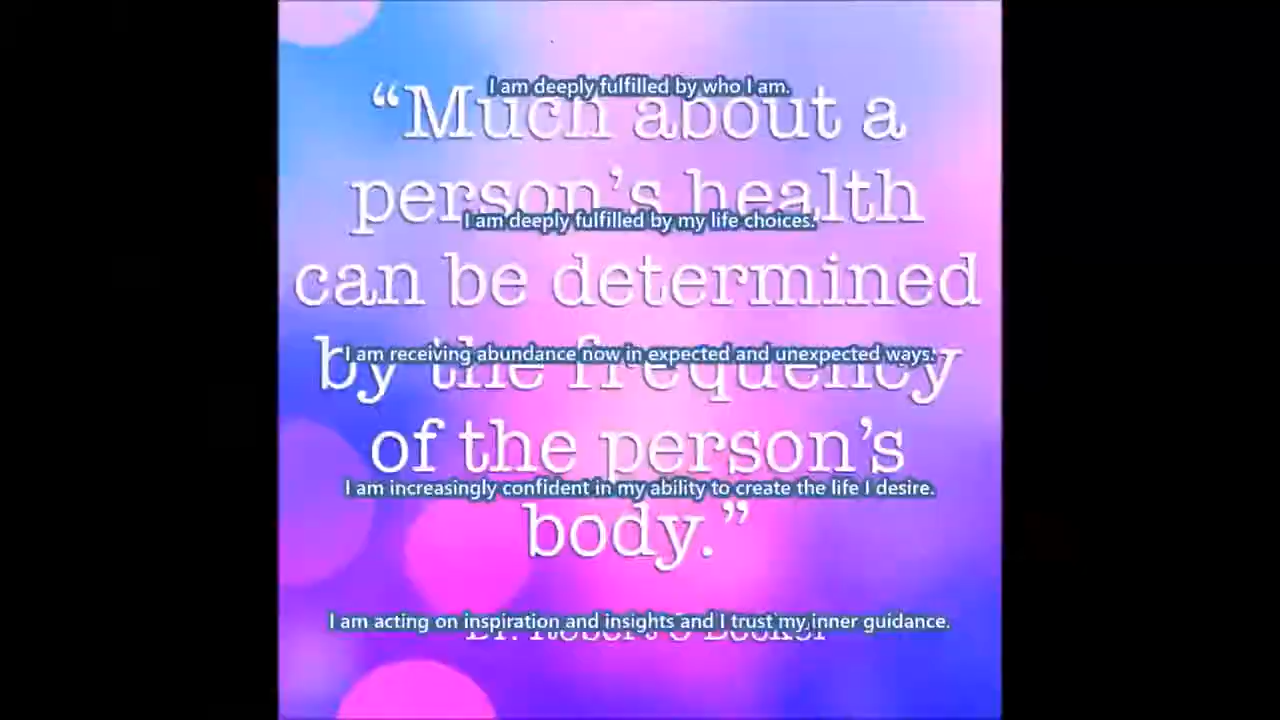 I am deeply fulfilled by who I am.
“Much about a
person’s health
I am deeply fulfilled by my life choices.
can be determined
I am receiving abundance now in expected and unexpected ways.
by the frequency
of the person’s
I am increasingly confident in my ability to create the life I desire.
body.”
I am acting on inspiration and insights and I trust my inner guidance.
Dr. Robert O Becker